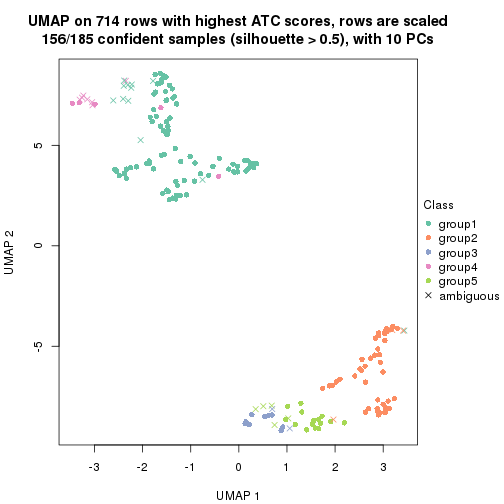 UMAP on 714 rows with highest ATC scores, rows are scaled
156/185 confident samples (silhouette > 0.5), with 10 PCs
5
0
-5
UMAP 2
-3
-2
-1
0
1
2
3
UMAP 1
Class
group1
group2
group3
group4
group5
ambiguous